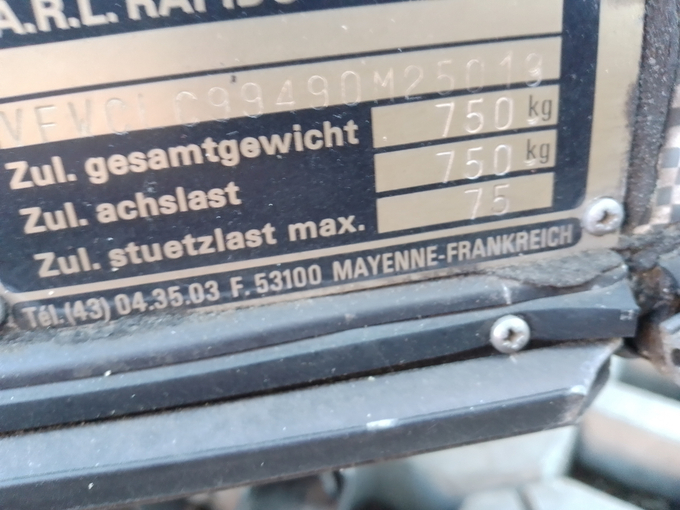 A.R.L. RAPIDO
VFWCLC99490M25013
Zul. gesamtgewicht 750 kg
Zul. achslast 750 kg
Zul. stuetzlast max. 75
Tél.(43) 04.35.03 F. 53100 MAYENNE-FRANKREICH